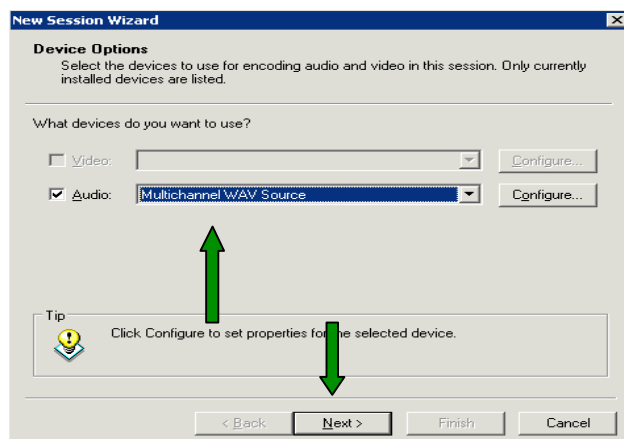 New Session Wizard
Device Options
Select the devices to use for encoding audio and video in this session. Only currently
installed devices are listed.
What devices do you want to use?
Video:
Configure...
Audio:
Multichannel WAV Source
Configure...
Tip
Click Configure to set properties for the selected device.
< Back
Next >
Finish
Cancel